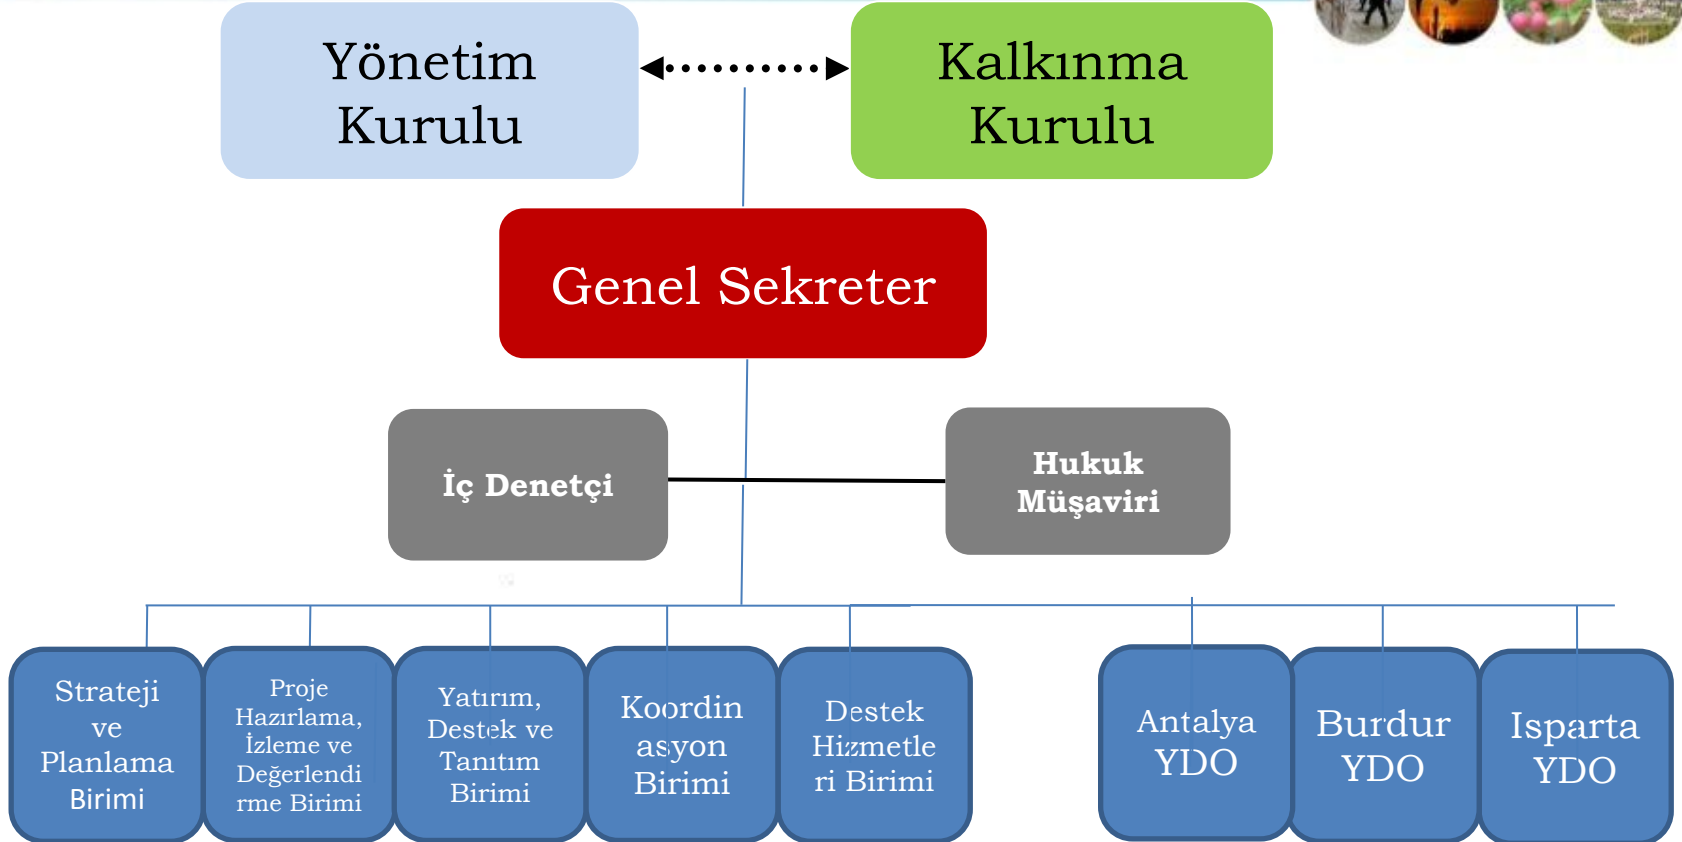 Yönetim
Kurulu
Kalkınma
Kurulu
Genel Sekreter
İç Denetçi
Hukuk
Müşaviri
Strateji
ve
Planlama
Birimi
Proje
Hazırlama,
İzleme ve
Değerlendi
rme Birimi
Yatırım,
Destek ve
Tanıtım
Birimi
Koordin
asyon
Birimi
Destek
Hizmetle
ri Birimi
Antalya
YDO
Burdur
YDO
Isparta
YDO